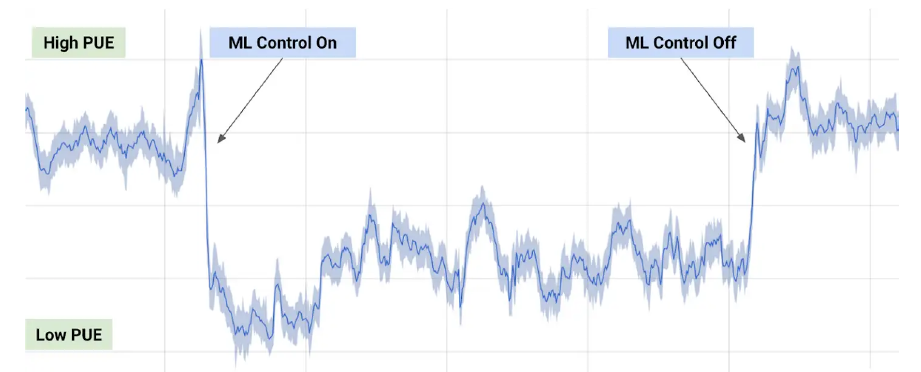 High PUE
ML Control On
ML Control Off
Low PUE